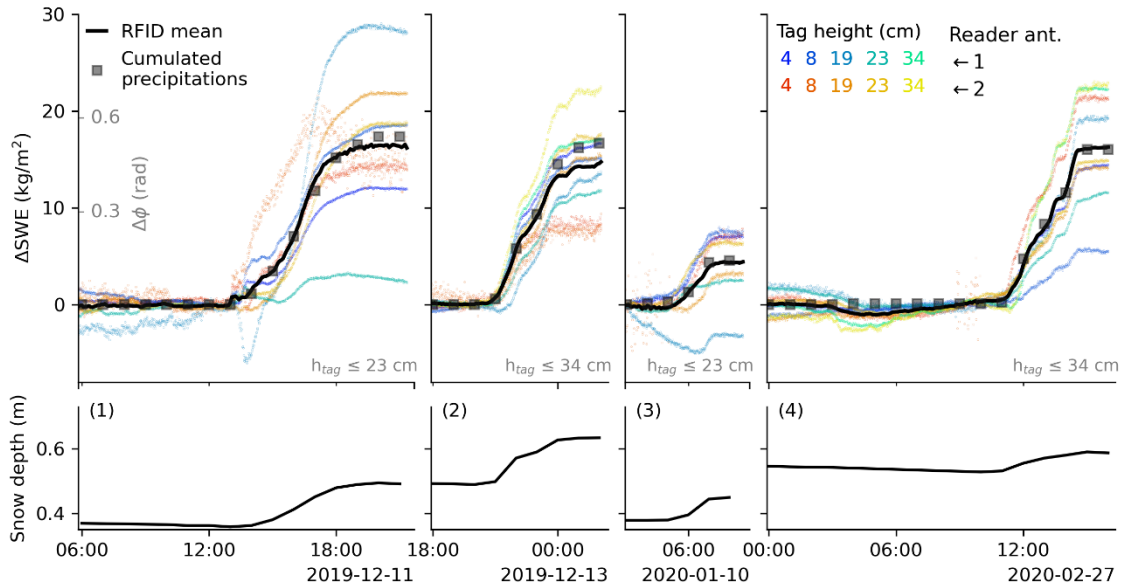 30
20
10
0
ΔSWE (kg/m²)
0.6
0.3
Δϕ (rad)
RFID mean
Cumulated
precipitations
Tag height (cm)
Reader ant.
4 8 19 23 34
←1
4 8 19 23 34
←2
h_tag ≤ 23 cm
h_tag ≤ 34 cm
h_tag ≤ 23 cm
h_tag ≤ 34 cm
Snow depth (m)
0.6
0.4
(1)
(2)
(3)
(4)
06:00
12:00
18:00
18:00
00:00
06:00
00:00
06:00
12:00
2019-12-11
2019-12-13
2020-01-10
2020-02-27